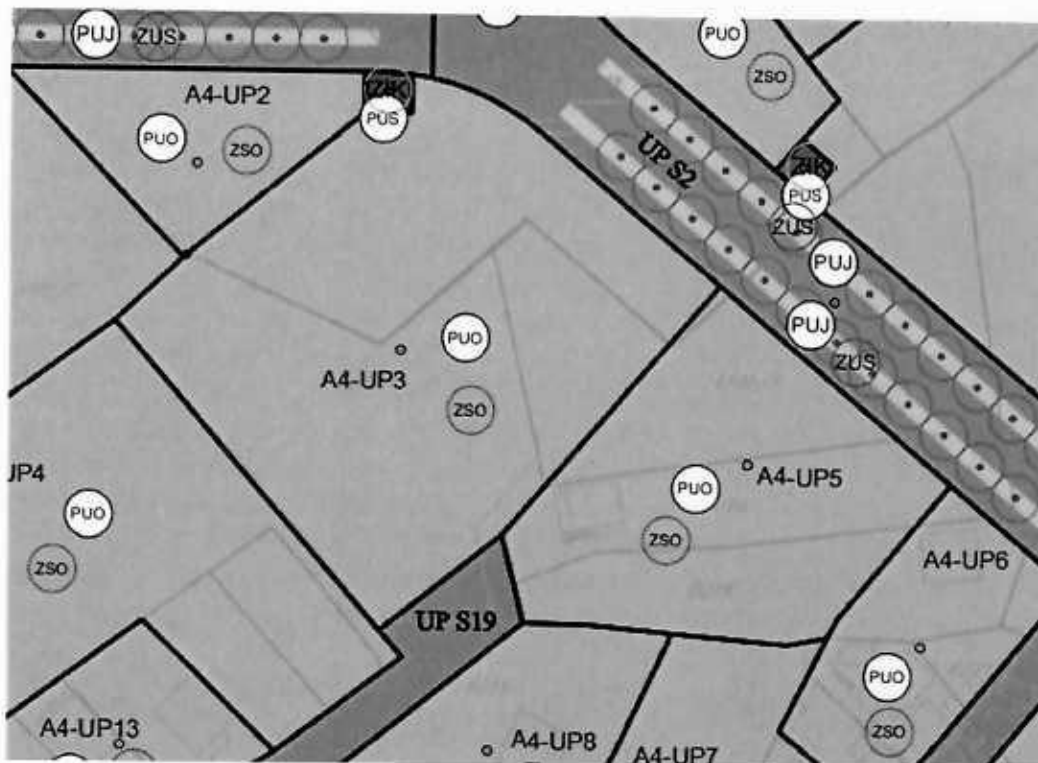 PUJ
ZUS
PUO
A4-UP2
ZIK
PUS
PUO
ZSO
ZSO
UP S2
ZIK
PUS
ZUS
PUJ
PUO
PUJ
A4-UP3
ZUS
ZSO
UP4
A4-UP5
PUO
PUO
ZSO
ZSO
A4-UP6
UP S19
PUO
A4-UP13
A4-UP8
A4-UP7
ZSO